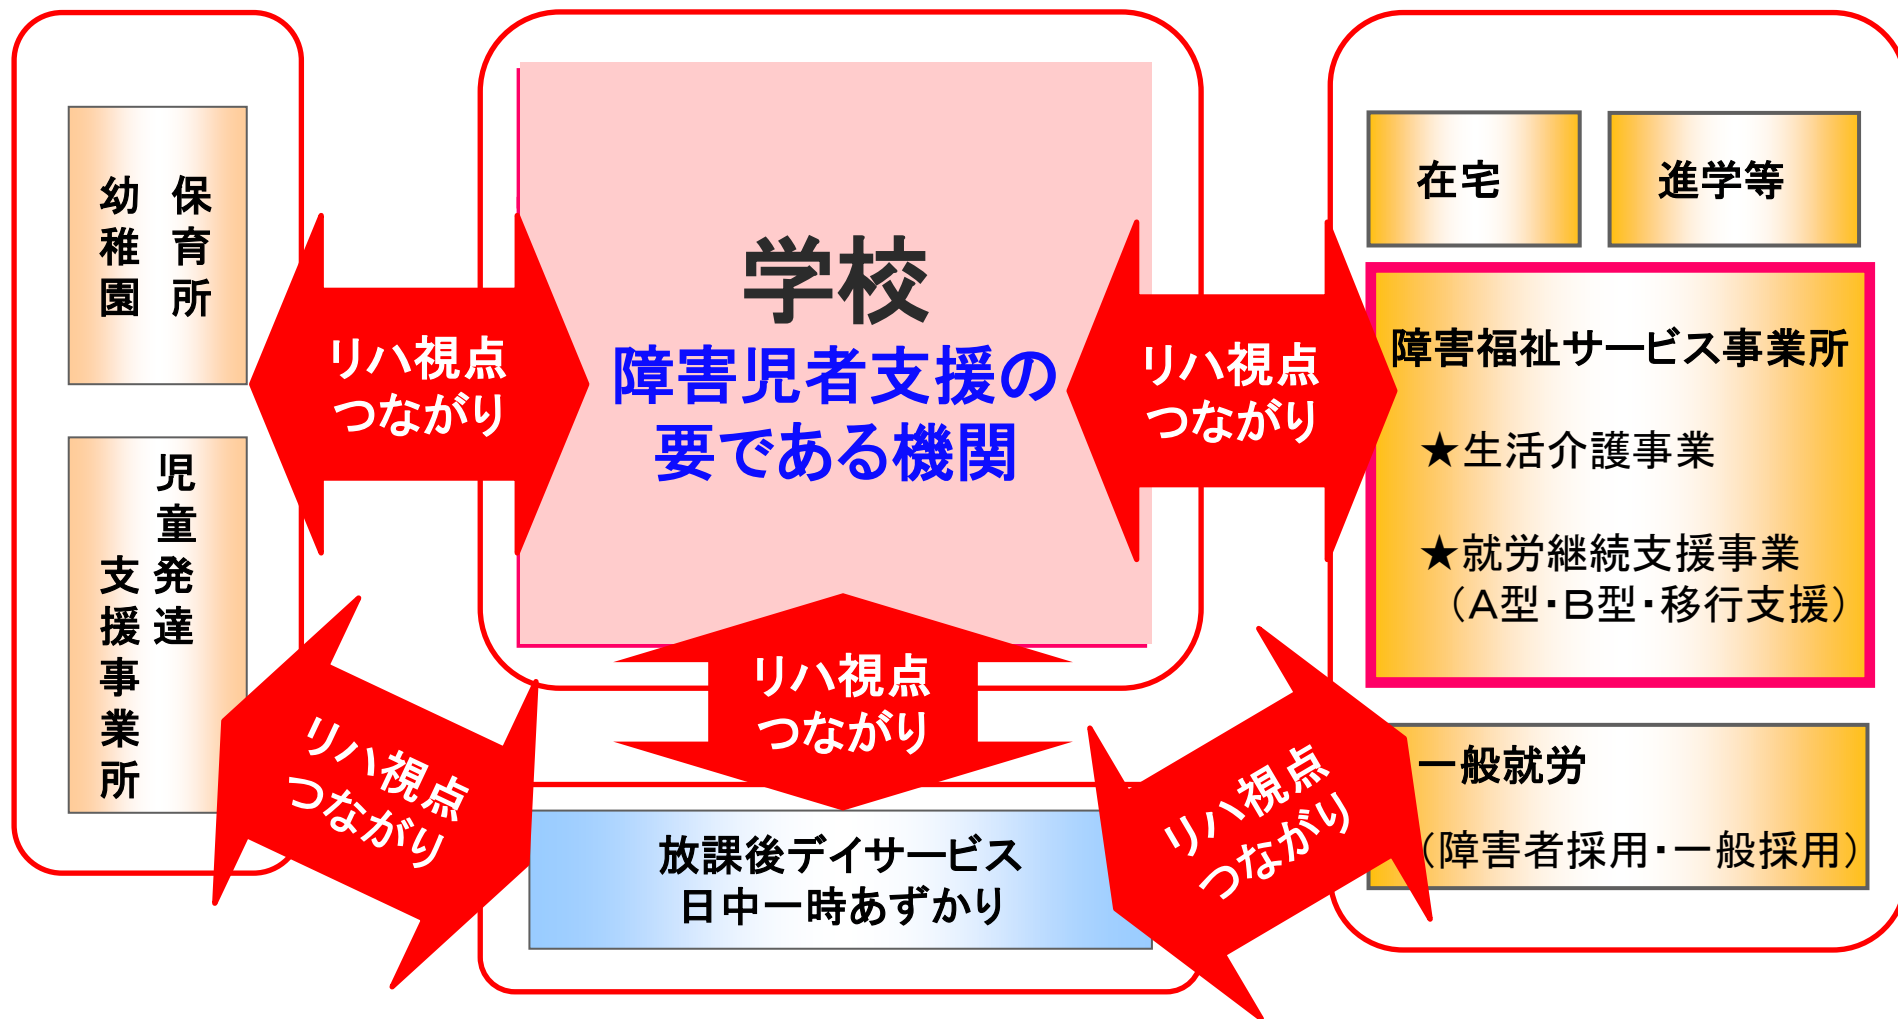 保育所
幼稚園
児童発達
支援事業所
リハ視点
つながり
学校
障害児者支援の
要である機関
リハ視点
つながり
在宅
進学等
障害福祉サービス事業所
★生活介護事業
★就労継続支援事業
（A型・B型・移行支援）
一般就労
（障害者採用・一般採用）
リハ視点
つながり
リハ視点
つながり
リハ視点
つながり
放課後デイサービス
日中一時あずかり